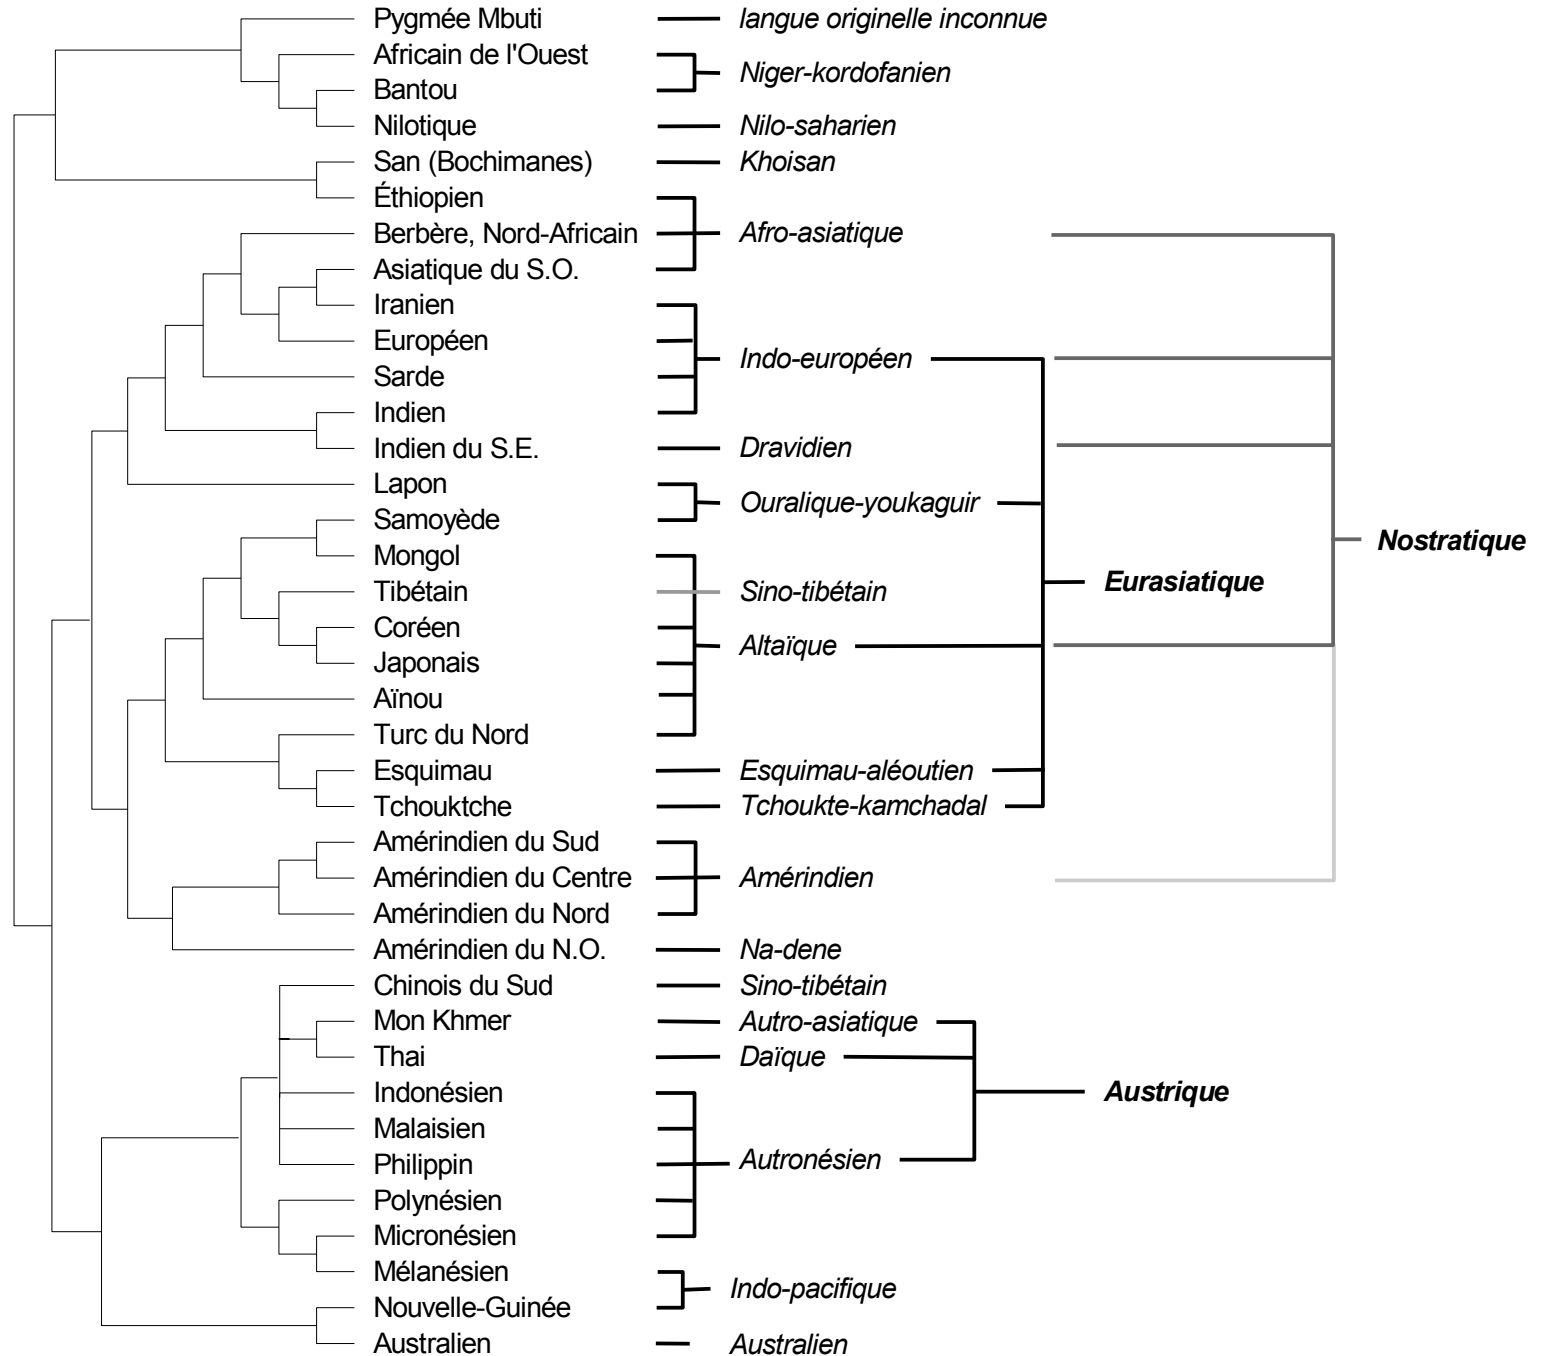 Pygmée Mbuti langue originelle inconnue
Africain de l'Ouest
Niger-kordofanien
Bantou
Nilotique Nilo-saharien
San (Bochimanes) Khoisan
Éthiopien
Berbère, Nord-Africain Afro-asiatique
Asiatique du S.O.
Iranien
Européen
Indo-européen
Sarde
Indien
Indien du S.E. Dravidien
Lapon
Ouralique-youkaguir
Samoyède
Nostratique
Mongol
Eurasiatique
Tibétain Sino-tibétain
Coréen
Altaïque
Japonais
Aïnou
Turc du Nord
Esquimau Esquimau-aléoutien
Tchouktche Tchoukte-kamchadal
Amérindien du Sud
Amérindien du Centre Amérindien
Amérindien du Nord
Amérindien du N.O. Na-dene
Chinois du Sud Sino-tibétain
Mon Khmer Autro-asiatique
Thai Daïque
Indonésien Austrique
Malaisien
Philippin Autronésien
Polynésien
Micronésien
Mélanésien
Indo-pacifique
Nouvelle-Guinée
Australien Australien